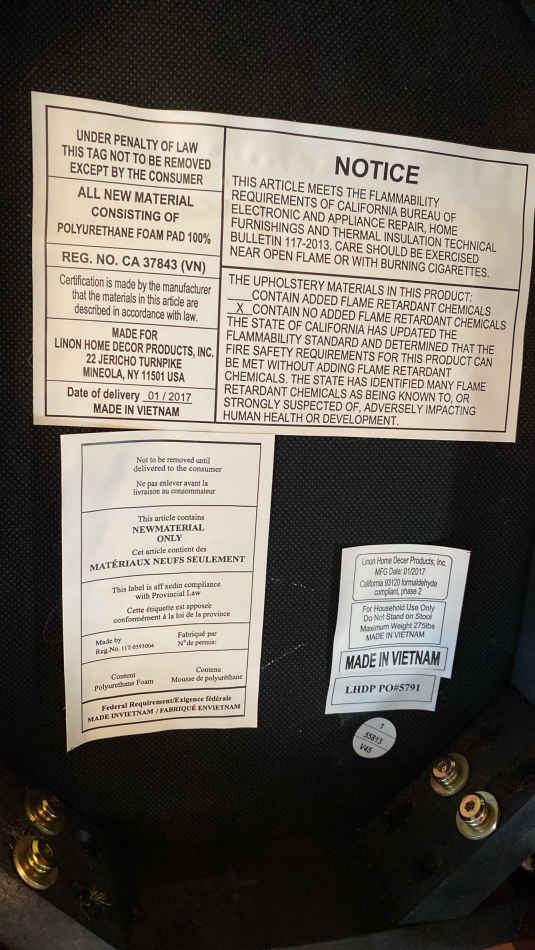 UNDER PENALTY OF LAW
THIS TAG NOT TO BE REMOVED
EXCEPT BY THE CONSUMER
ALL NEW MATERIAL
CONSISTING OF
POLYURETHANE FOAM PAD 100%
REG. NO. CA 37843 (VN)
Certification is made by the manufacturer
that the materials in this article are
described in accordance with law.
MADE FOR
LINON HOME DECOR PRODUCTS, INC.
22 JERICHO TURNPIKE
MINEOLA, NY 11501 USA
Date of delivery 01 / 2017
MADE IN VIETNAM
NOTICE
THIS ARTICLE MEETS THE FLAMMABILITY
REQUIREMENTS OF CALIFORNIA BUREAU OF
ELECTRONIC AND APPLIANCE REPAIR, HOME
FURNISHINGS AND THERMAL INSULATION TECHNICAL
BULLETIN 117-2013. CARE SHOULD BE EXERCISED
NEAR OPEN FLAME OR WITH BURNING CIGARETTES.
THE UPHOLSTERY MATERIALS IN THIS PRODUCT:
CONTAIN ADDED FLAME RETARDANT CHEMICALS
X CONTAIN NO ADDED FLAME RETARDANT CHEMICALS
THE STATE OF CALIFORNIA HAS UPDATED THE
FLAMMABILITY STANDARD AND DETERMINED THAT THE
FIRE SAFETY REQUIREMENTS FOR THIS PRODUCT CAN
BE MET WITHOUT ADDING FLAME RETARDANT
CHEMICALS. THE STATE HAS IDENTIFIED MANY FLAME
RETARDANT CHEMICALS AS BEING KNOWN TO, OR
STRONGLY SUSPECTED OF, ADVERSELY IMPACTING
HUMAN HEALTH OR DEVELOPMENT.
Not to be removed until
delivered to the consumer
Ne pas enlever avant la
livraison au consommateur
This article contains
NEWMATERIAL
ONLY
Cet article contient des
MATÉRIAUX NEUFS SEULEMENT
This label is aff xedin compliance
with Provincial Law
Cette étiquette est apposée
conformément à la loi de la province
Made by
Reg.No. 11T-0593004
Fabriqué par
N° de permis:
Content
Polyurethane Foam
Contenu
Mousse de polyuréthane
Federal Requirement/Exigence fédérale
MADE INVIETNAM / FABRIQUÉ ENVIETNAM
Linon Home Decor Products, Inc.
MFG Date: 01/2017
California 93120 formaldehyde
compliant, phase 2
For Household Use Only
Do Not Stand on Stool
Maximum Weight 275lbs
MADE IN VIETNAM
MADE IN VIETNAM
LHDP PO#5791
1
55813
V45